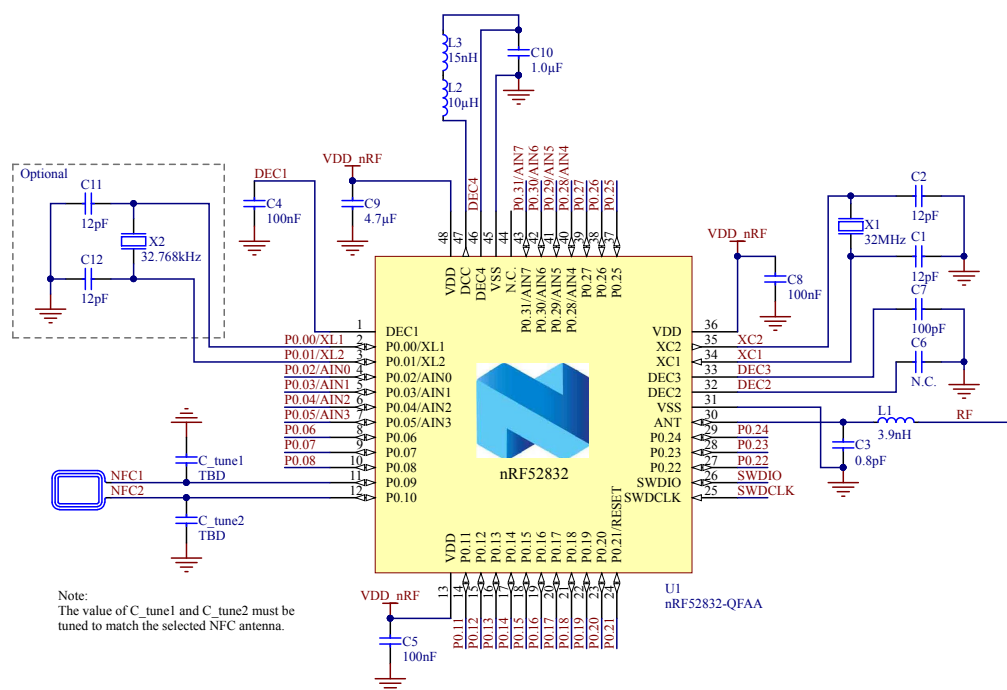 L3
15nH
L2
10µH
C10
1.0µF
Optional
C11
12pF
X2
32.768kHz
C12
12pF
DEC1
C4
100nF
VDD_nRF
C9
4.7µF
DEC4
P0.31/AIN7
P0.30/AIN6
P0.29/AIN5
P0.28/AIN4
P0.27
P0.26
P0.25
48
47
46
45
44
43
42
41
40
39
38
37
VDD
DCC
DEC4
VSS
N.C.
P0.31/AIN7
P0.30/AIN6
P0.29/AIN5
P0.28/AIN4
P0.27
P0.26
P0.25
C2
12pF
X1
32MHz
C1
12pF
VDD_nRF
C8
100nF
C7
100pF
C6
N.C.
1 DEC1
P0.00/XL1 2 P0.00/XL1
P0.01/XL2 3 P0.01/XL2
P0.02/AIN0 4 P0.02/AIN0
P0.03/AIN1 5 P0.03/AIN1
P0.04/AIN2 6 P0.04/AIN2
P0.05/AIN3 7 P0.05/AIN3
P0.06 8 P0.06
P0.07 9 P0.07
P0.08 10 P0.08
NFC1 11 P0.09
NFC2 12 P0.10
C_tune1
TBD
C_tune2
TBD
nRF52832
VDD 36
XC2 35 XC2
XC1 34 XC1
DEC3 33 DEC3
DEC2 32 DEC2
VSS 31
ANT 30
P0.24 29 P0.24
P0.23 28 P0.23
P0.22 27 P0.22
SWDIO 26 SWDIO
SWDCLK 25 SWDCLK
L1
3.9nH
RF
C3
0.8pF
VDD
P0.11
P0.12
P0.13
P0.14
P0.15
P0.16
P0.17
P0.18
P0.19
P0.20
P0.21/RESET
13
14
15
16
17
18
19
20
21
22
23
24
P0.11
P0.12
P0.13
P0.14
P0.15
P0.16
P0.17
P0.18
P0.19
P0.20
P0.21
U1
nRF52832-QFAA
VDD_nRF
C5
100nF
Note:
The value of C_tune1 and C_tune2 must be
tuned to match the selected NFC antenna.